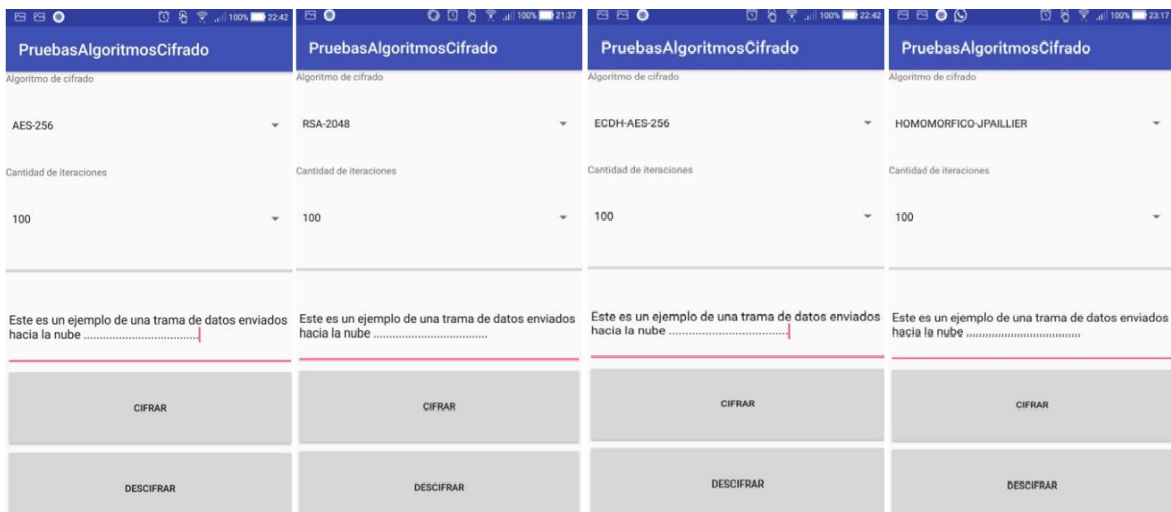 100% 22:42
PruebasAlgoritmosCifrado
Algoritmo de cifrado
AES-256
Cantidad de iteraciones
100
Este es un ejemplo de una trama de datos enviados
hacia la nube ....................................
CIFRAR
DESCIFRAR
100% 21:37
PruebasAlgoritmosCifrado
Algoritmo de cifrado
RSA-2048
Cantidad de iteraciones
100
Este es un ejemplo de una trama de datos enviados
hacia la nube ....................................
CIFRAR
DESCIFRAR
100% 22:42
PruebasAlgoritmosCifrado
Algoritmo de cifrado
ECDH-AES-256
Cantidad de iteraciones
100
Este es un ejemplo de una trama de datos enviados
hacia la nube ....................................
CIFRAR
DESCIFRAR
100% 23:17
PruebasAlgoritmosCifrado
Algoritmo de cifrado
HOMOMORFICO-JPAILLIER
Cantidad de iteraciones
100
Este es un ejemplo de una trama de datos enviados
hacia la nube ....................................
CIFRAR
DESCIFRAR